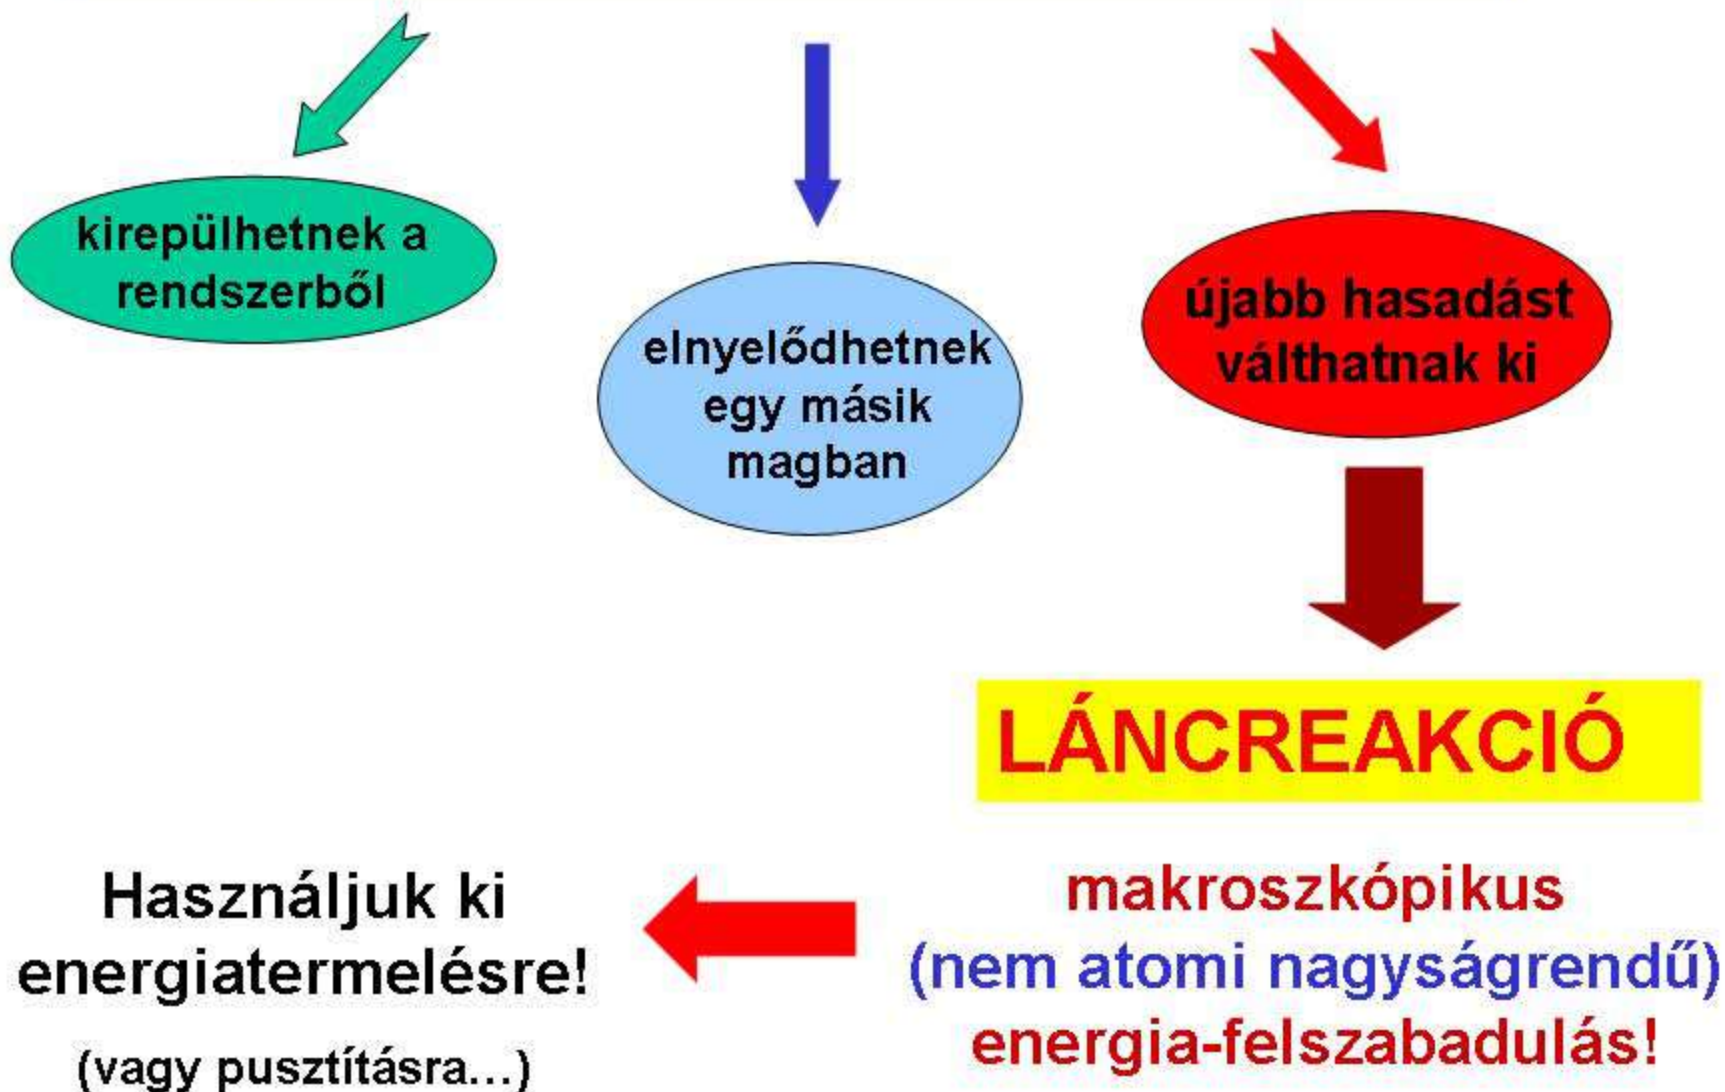 kirepülhetnek a
rendszerből
elnyelődhetnek
egy másik
magban
újabb hasadást
válthatnak ki
LÁNCREAKCIÓ
makroszkópikus
(nem atomi nagyságrendű)
energia-felszabadulás!
Használjuk ki
energiatermelésre!
(vagy pusztításra...)